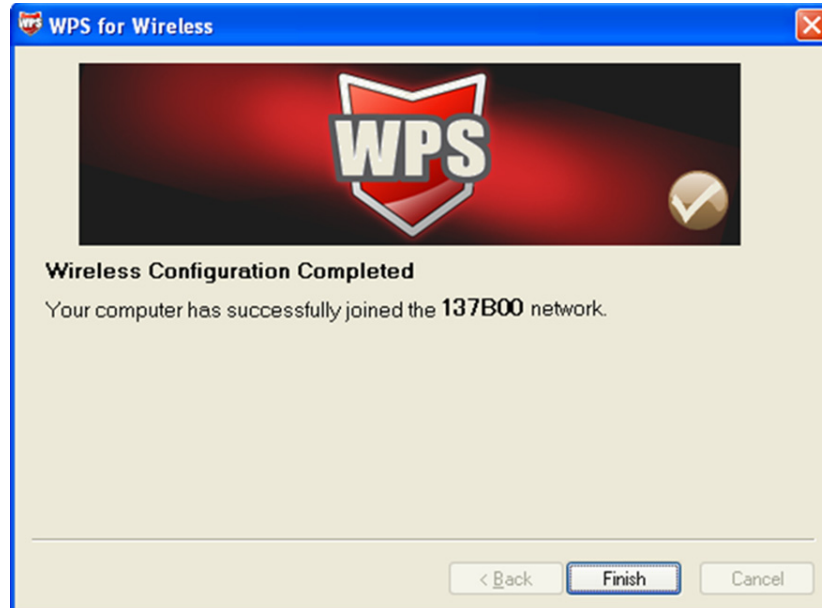 WPS for Wireless
WPS
Wireless Configuration Completed
Your computer has successfully joined the 137B00 network.
< Back
Finish
Cancel